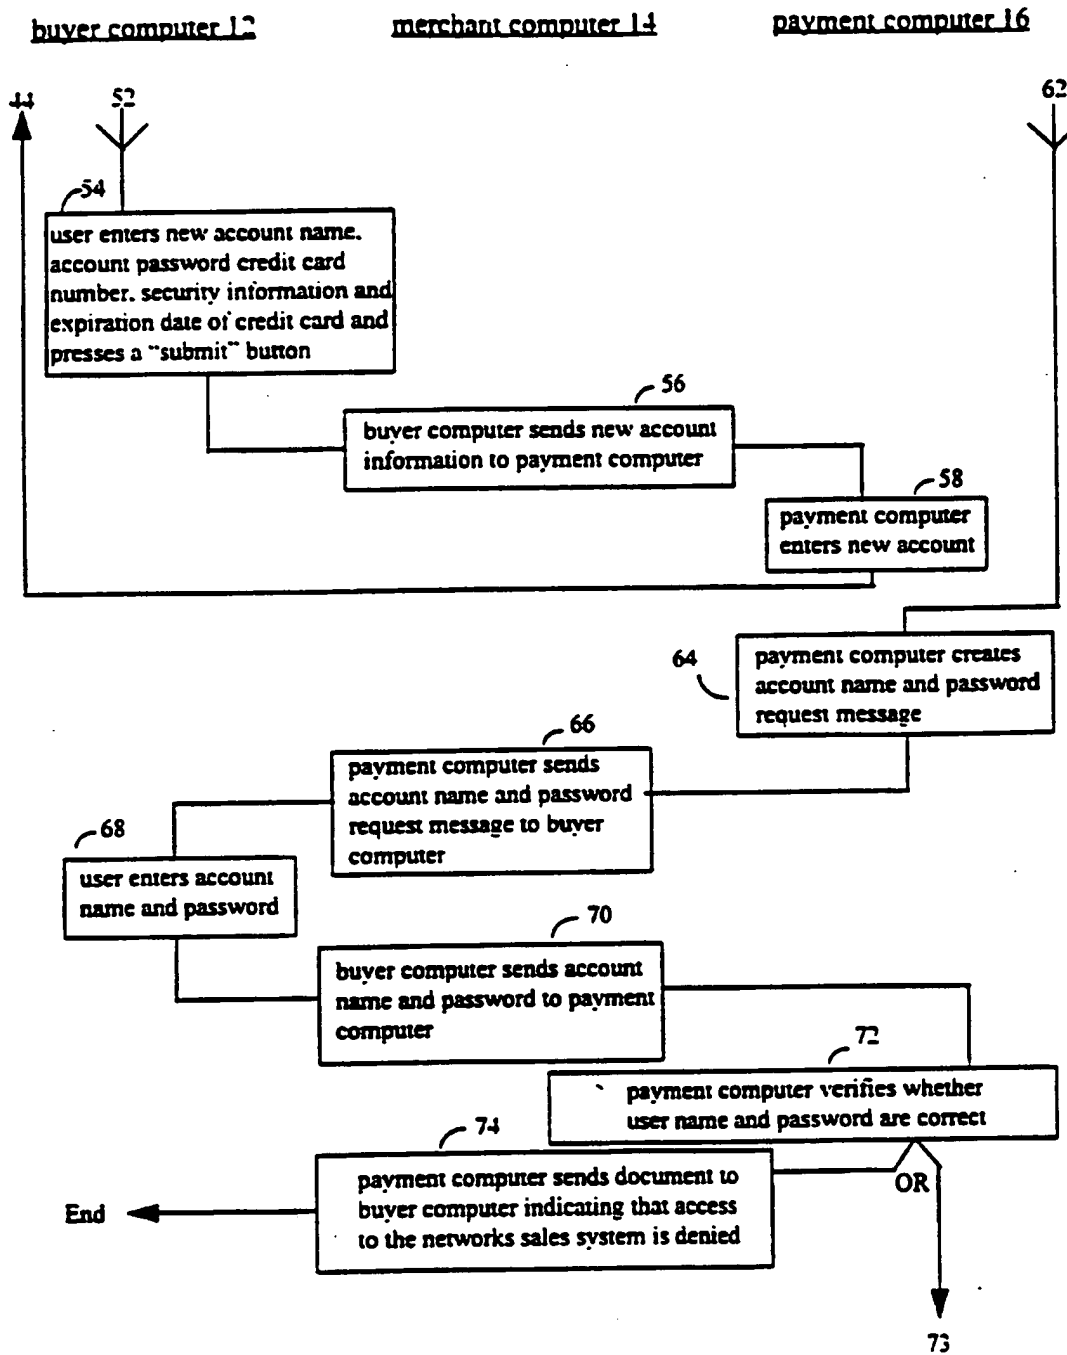 buyer computer 12    merchant computer 14    payment computer 16
44    52    62
54
user enters new account name.
account password credit card
number. security information and
expiration date of credit card and
presses a "submit" button
56
buyer computer sends new account
information to payment computer
58
payment computer
enters new account
64
payment computer creates
account name and password
request message
66
payment computer sends
account name and password
request message to buyer
computer
68
user enters account
name and password
70
buyer computer sends account
name and password to payment
computer
72
payment computer verifies whether
user name and password are correct
OR
74
payment computer sends document to
buyer computer indicating that access
to the networks sales system is denied
End
73